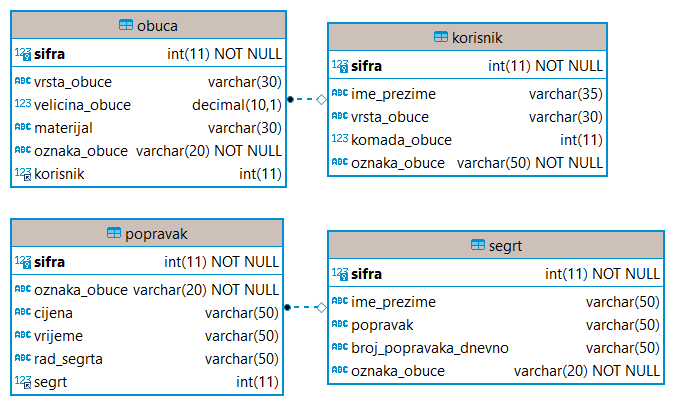 obuca
123 sifra int(11) NOT NULL
ABC vrsta_obuce varchar(30)
123 velicina_obuce decimal(10,1)
ABC materijal varchar(30)
ABC oznaka_obuce varchar(20) NOT NULL
123 korisnik int(11)
korisnik
123 sifra int(11) NOT NULL
ABC ime_prezime varchar(35)
ABC vrsta_obuce varchar(30)
123 komada_obuce int(11)
ABC oznaka_obuce varchar(50) NOT NULL
popravak
123 sifra int(11) NOT NULL
ABC oznaka_obuce varchar(20) NOT NULL
ABC cijena varchar(50)
ABC vrijeme varchar(50)
ABC rad_segrta varchar(50)
123 segrt int(11)
segrt
123 sifra int(11) NOT NULL
ABC ime_prezime varchar(50)
ABC popravak varchar(50)
ABC broj_popravaka_dnevno varchar(50)
ABC oznaka_obuce varchar(20) NOT NULL